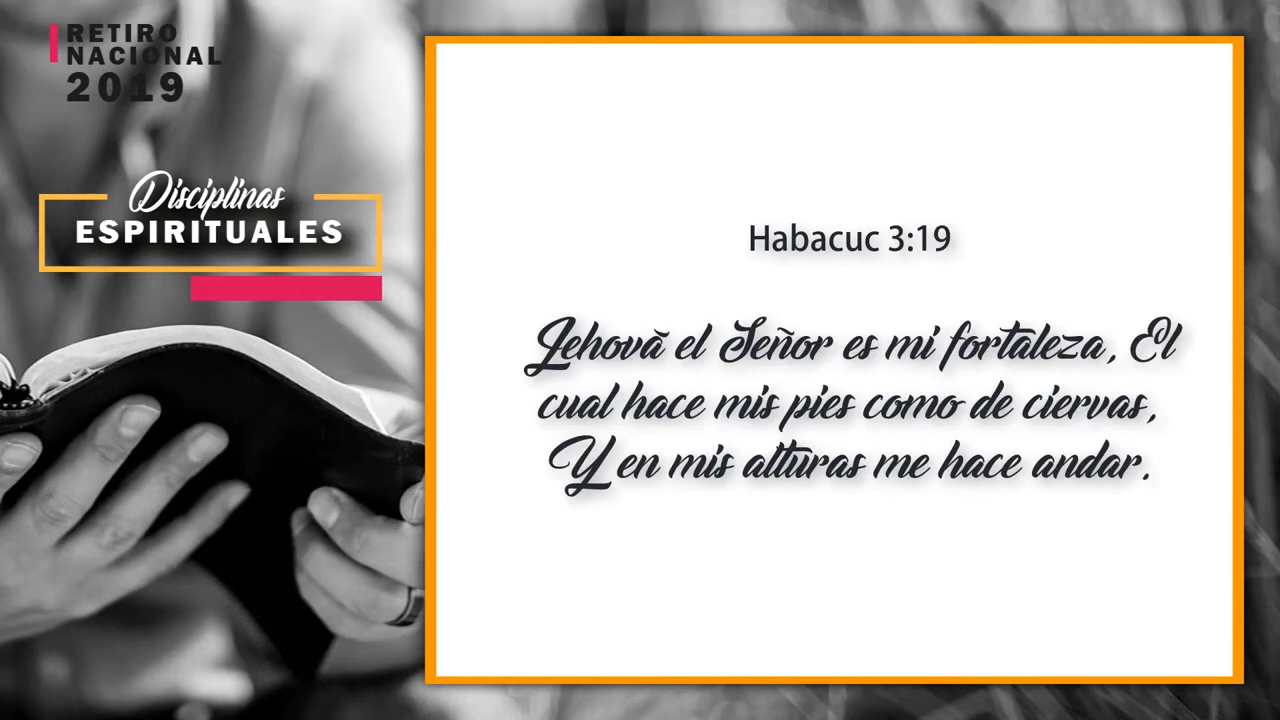 RETIRO
NACIONAL
2019
Disciplinas
ESPIRITUALES
Habacuc 3:19
Jehovà el Señor es mi fortaleza, El
cual hace mis pies como de ciervas,
Y en mis alturas me hace andar.